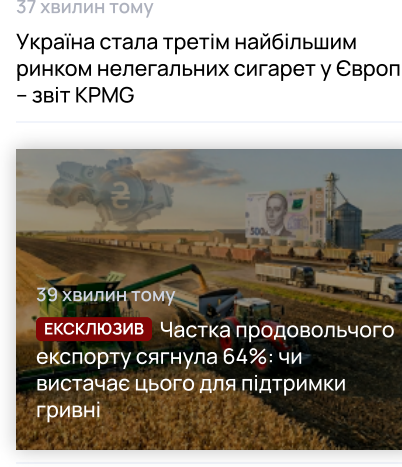 37 хвилин тому
Україна стала третім найбільшим
ринком нелегальних сигарет у Європ
– звіт KPMG
₴
500
39 хвилин тому
ЕКСКЛЮЗИВ Частка продовольчого
експорту сягнула 64%: чи
вистачає цього для підтримки
гривні